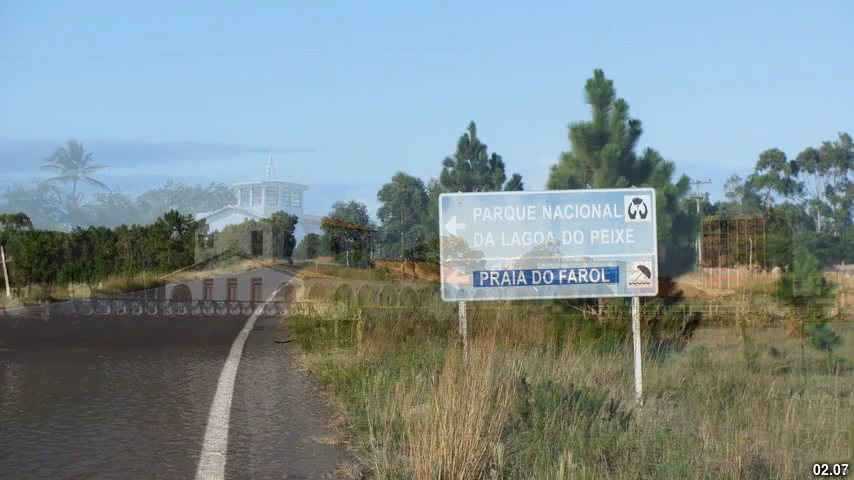 PARQUE NACIONAL
DA LAGOA DO PEIXE
PRAIA DO FAROL
02.07